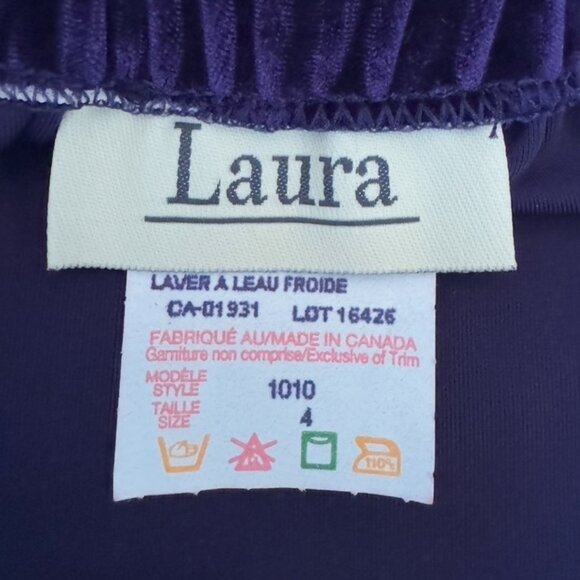 Laura
LAVER A LEAU FROIDE
CA-01931 LOT 16426
FABRIQUÉ AU/MADE IN CANADA
Garniture non comprise/Exclusive of Trim
MODÈLE
STYLE 1010
TAILLE
SIZE 4
110°